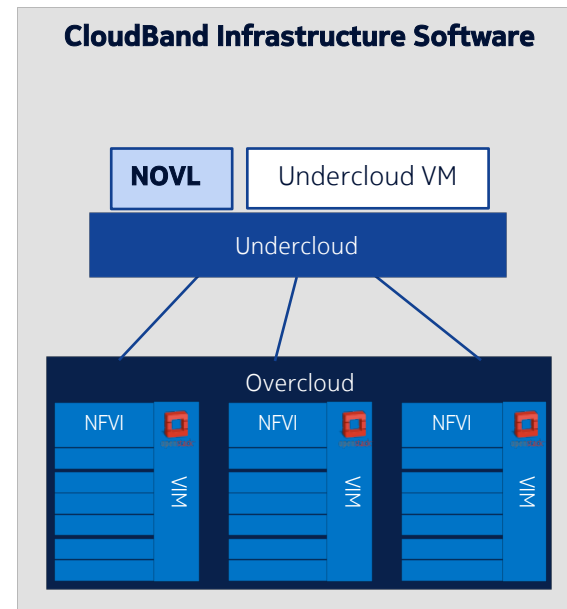 CloudBand Infrastructure Software
NOVL
Undercloud VM
Undercloud
Overcloud
NFVI
VIM
NFVI
VIM
NFVI
VIM